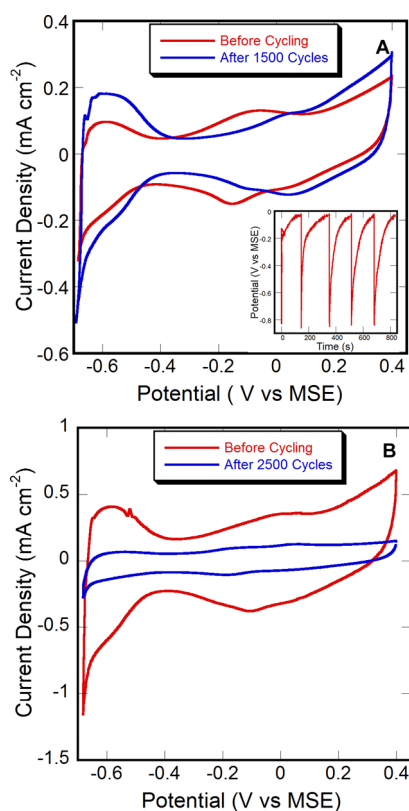 A
Before Cycling
After 1500 Cycles
0.4
0.2
0
-0.2
-0.4
-0.6
Current Density (mA cm-2)
-0.6 -0.4 -0.2 0 0.2 0.4
Potential ( V vs MSE)
0
-0.2
-0.4
-0.6
-0.8
Potential (V vs MSE)
0 200 400 600 800
Time (s)
B
Before Cycling
After 2500 Cycles
1
0.5
0
-0.5
-1
-1.5
Current Density (mA cm-2)
-0.6 -0.4 -0.2 0 0.2 0.4
Potential (V vs MSE)